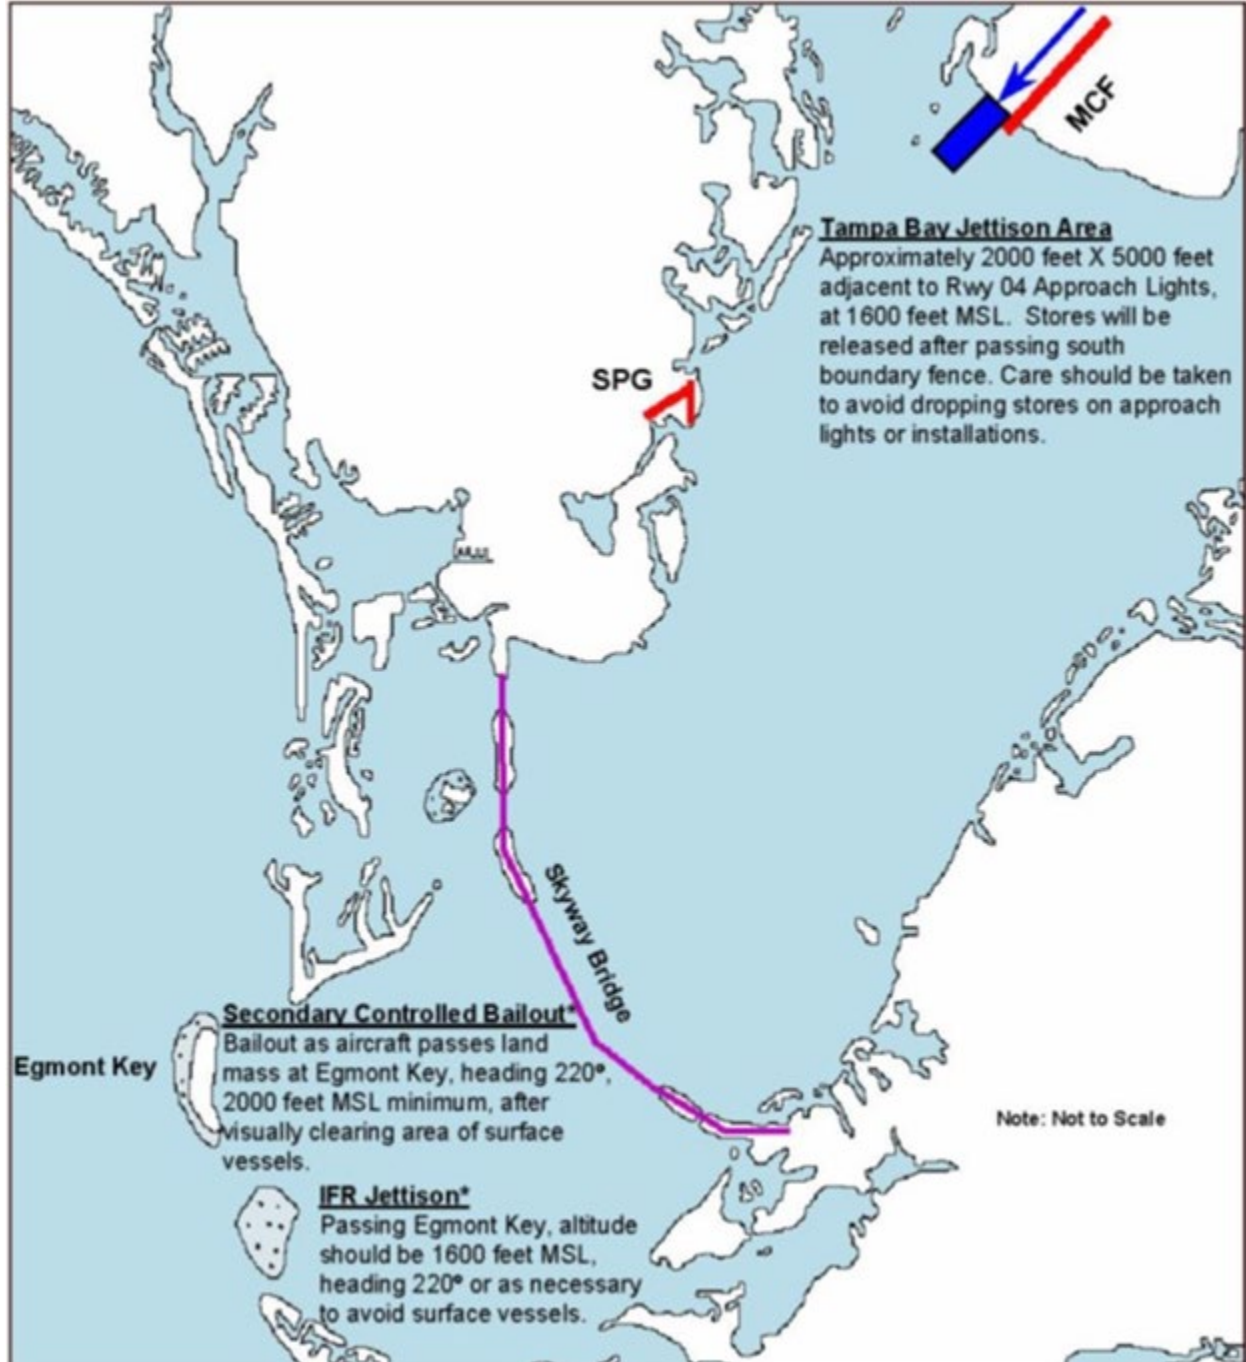 MCF
Tampa Bay Jettison Area
Approximately 2000 feet X 5000 feet
adjacent to Rwy 04 Approach Lights,
at 1600 feet MSL. Stores will be
released after passing south
boundary fence. Care should be taken
to avoid dropping stores on approach
lights or installations.
SPG
Skyway Bridge
Secondary Controlled Bailout*
Bailout as aircraft passes land
mass at Egmont Key, heading 220°,
2000 feet MSL minimum, after
visually clearing area of surface
vessels.
Egmont Key
Note: Not to Scale
IFR Jettison*
Passing Egmont Key, altitude
should be 1600 feet MSL,
heading 220° or as necessary
to avoid surface vessels.